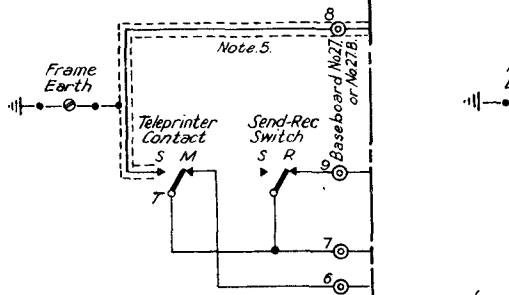 8
Note.5.
Frame
Earth
Baseboard No.27.
or No.27B.
Teleprinter
Contact
Send-Rec
Switch
S M
S R
9
T
7
6